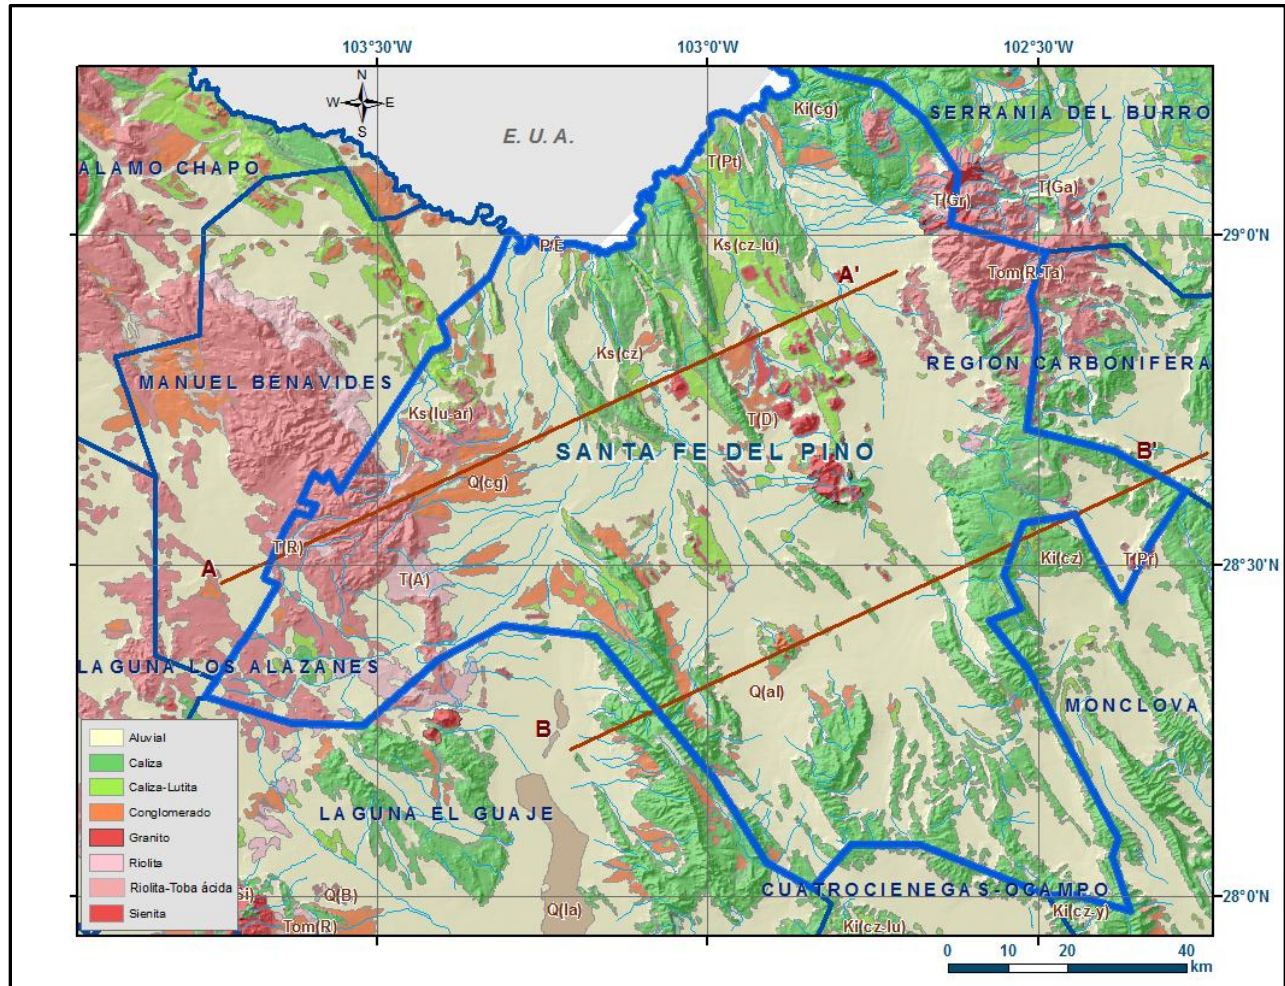 103°30'W
103°0'W
102°30'W
N
W
E
S
E. U. A.
Ki(cg)
SERRANIA DEL BURRO
ALAMO CHAPO
T(Pt)
T(Ga)
T(Gr)
29°0'N
P/E
Ks(cz-lu)
Tom(R-Ta)
A'
Ks(cz)
REGION CARBONIFERA
MANUEL BENAVIDES
Ks(lu-ar)
T(D)
SANTA FE DEL PINO
B'
Q(cg)
T(R)
Ki(cz)
T(Pr)
28°30'N
A
T(A)
LAGUNA LOS ALAZANES
Q(al)
MONCLOVA
B
Aluvial
Caliza
Caliza-Lutita
Conglomerado
Granito
Riolita
Riolita-Toba ácida
Sienita
LAGUNA EL GUAJE
CUATROCIENEGAS-OCAMPO
Q(B)
Q(la)
28°0'N
Ki(cz-y)
Tom(R)
Ki(cz-lu)
0 10 20 40
km